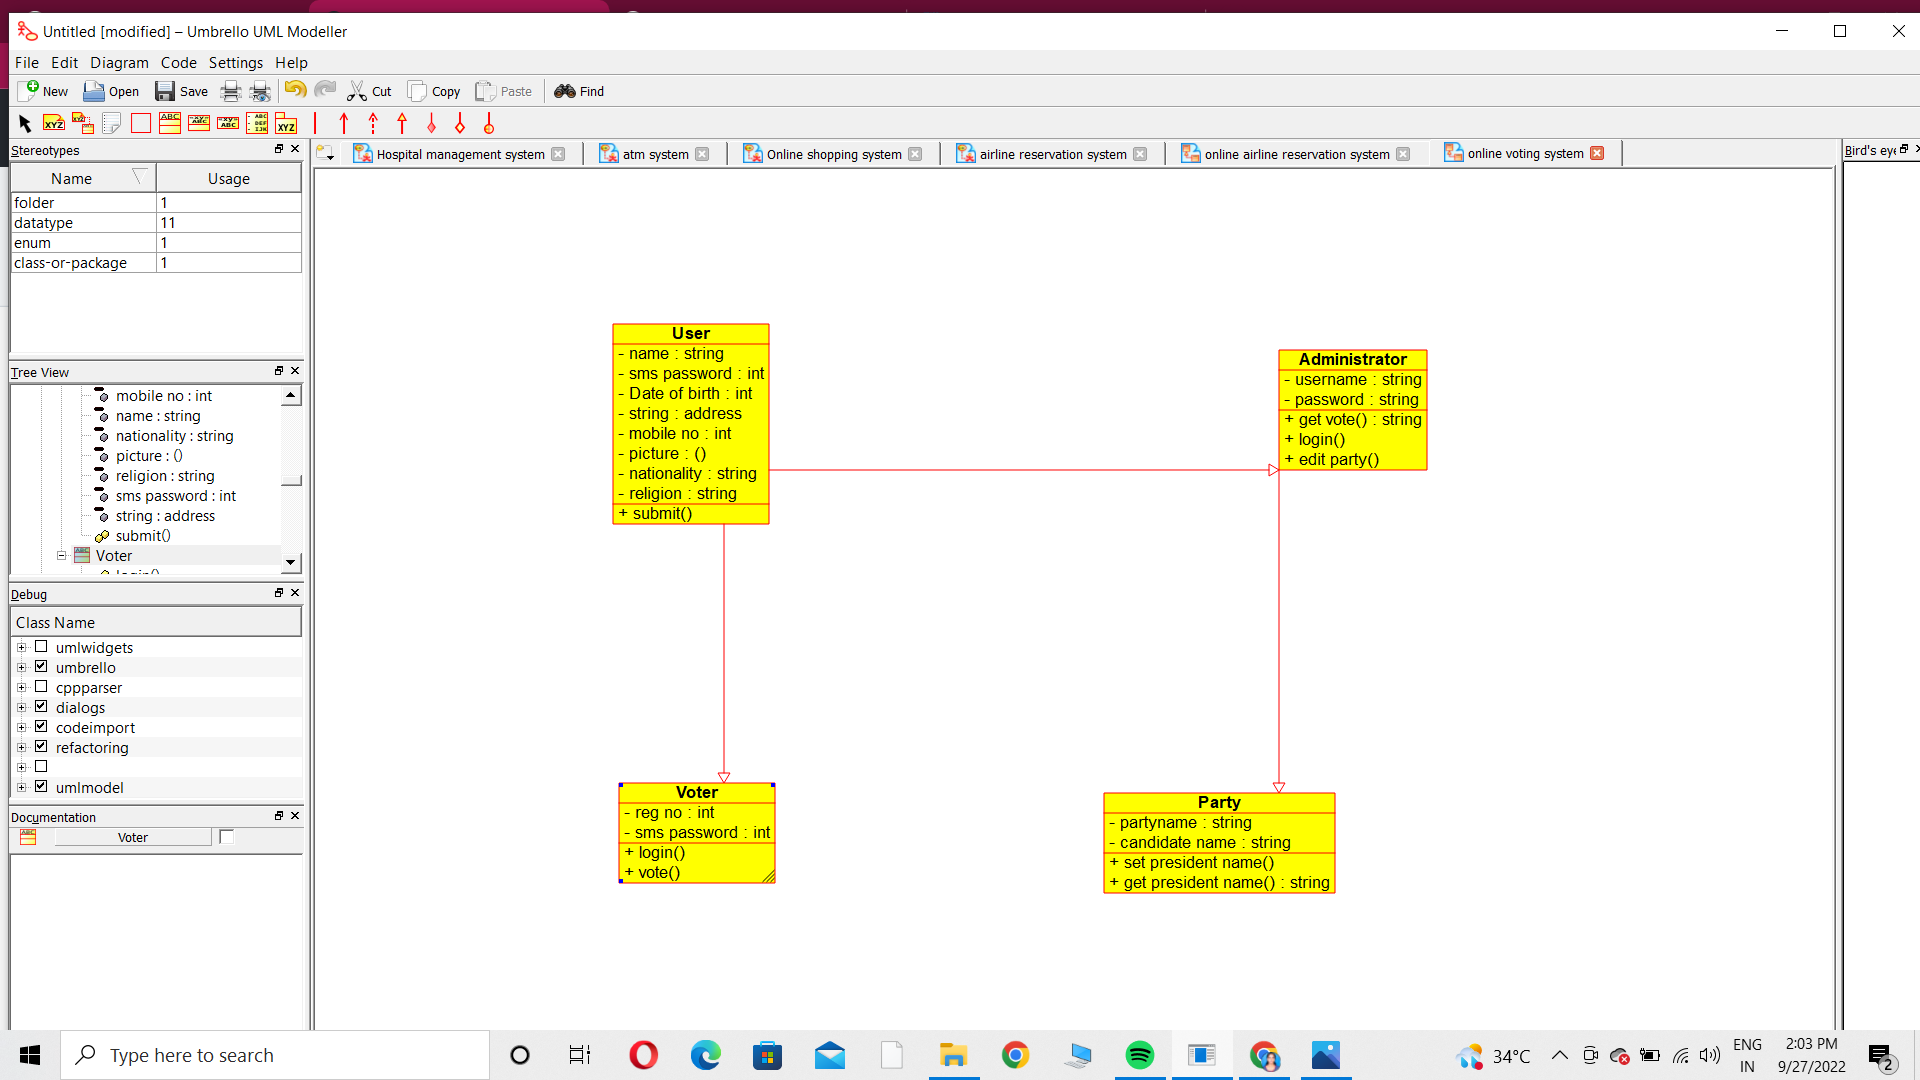 Untitled [modified] – Umbrello UML Modeller
File Edit Diagram Code Settings Help
New Open Save Cut Copy Paste Find
Stereotypes
Name Usage
folder 1
datatype 11
enum 1
class-or-package 1
Tree View
mobile no : int
name : string
nationality : string
picture : ()
religion : string
sms password : int
string : address
submit()
Voter
Debug
Class Name
umlwidgets
umbrello
cppparser
dialogs
codeimport
refactoring
umlmodel
Documentation
Voter
Hospital management system
atm system
Online shopping system
airline reservation system
online airline reservation system
online voting system
Bird's eye
User
- name : string
- sms password : int
- Date of birth : int
- string : address
- mobile no : int
- picture : ()
- nationality : string
- religion : string
+ submit()
Administrator
- username : string
- password : string
+ get vote() : string
+ login()
+ edit party()
Voter
- reg no : int
- sms password : int
+ login()
+ vote()
Party
- partyname : string
- candidate name : string
+ set president name()
+ get president name() : string
Type here to search
34°C
ENG
IN
2:03 PM
9/27/2022
2